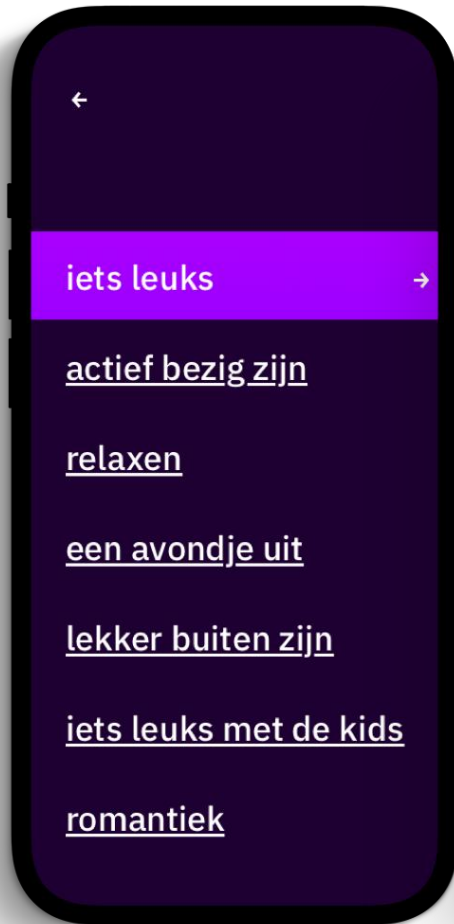 ←
iets leuks →
actief bezig zijn
relaxen
een avondje uit
lekker buiten zijn
iets leuks met de kids
romantiek